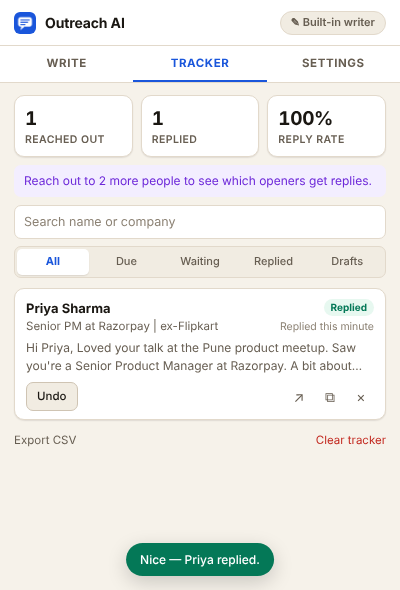 Outreach AI
✎ Built-in writer
WRITE
TRACKER
SETTINGS
1
REACHED OUT
1
REPLIED
100%
REPLY RATE
Reach out to 2 more people to see which openers get replies.
Search name or company
All
Due
Waiting
Replied
Drafts
Priya Sharma
Replied
Senior PM at Razorpay | ex-Flipkart
Replied this minute
Hi Priya, Loved your talk at the Pune product meetup. Saw
you're a Senior Product Manager at Razorpay. A bit about...
Undo
Export CSV
Clear tracker
Nice — Priya replied.